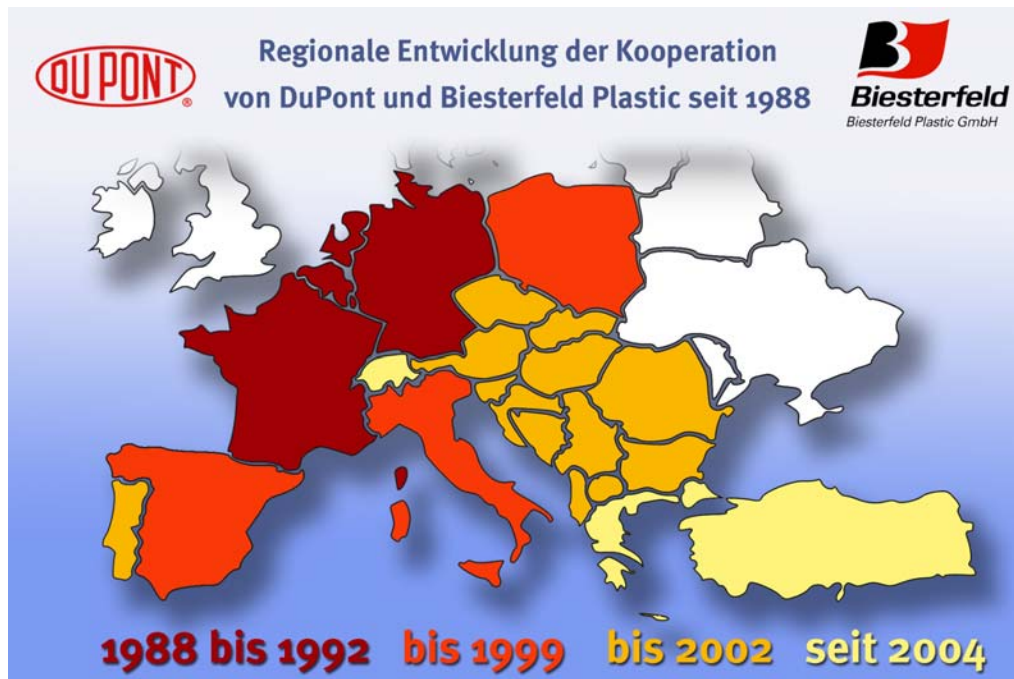 DU PONT
®
Regionale Entwicklung der Kooperation
von DuPont und Biesterfeld Plastic seit 1988
B
Biesterfeld
Biesterfeld Plastic GmbH
1988 bis 1992 bis 1999 bis 2002 seit 2004